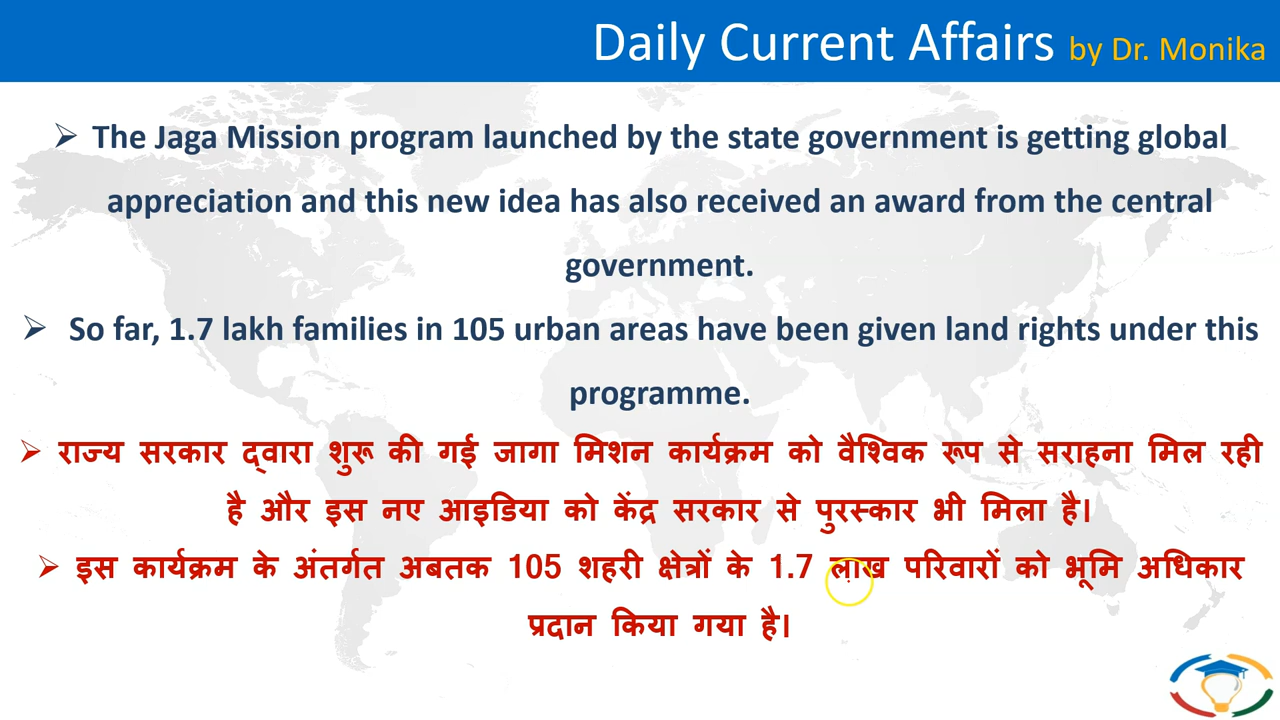 Daily Current Affairs by Dr. Monika
➢ The Jaga Mission program launched by the state government is getting global
appreciation and this new idea has also received an award from the central
government.
➢ So far, 1.7 lakh families in 105 urban areas have been given land rights under this
programme.
➢ राज्य सरकार द्वारा शुरू की गई जागा मिशन कार्यक्रम को वैश्विक रूप से सराहना मिल रही
है और इस नए आइडिया को केंद्र सरकार से पुरस्कार भी मिला है।
➢ इस कार्यक्रम के अंतर्गत अबतक 105 शहरी क्षेत्रों के 1.7 लाख परिवारों को भूमि अधिकार
प्रदान किया गया है।